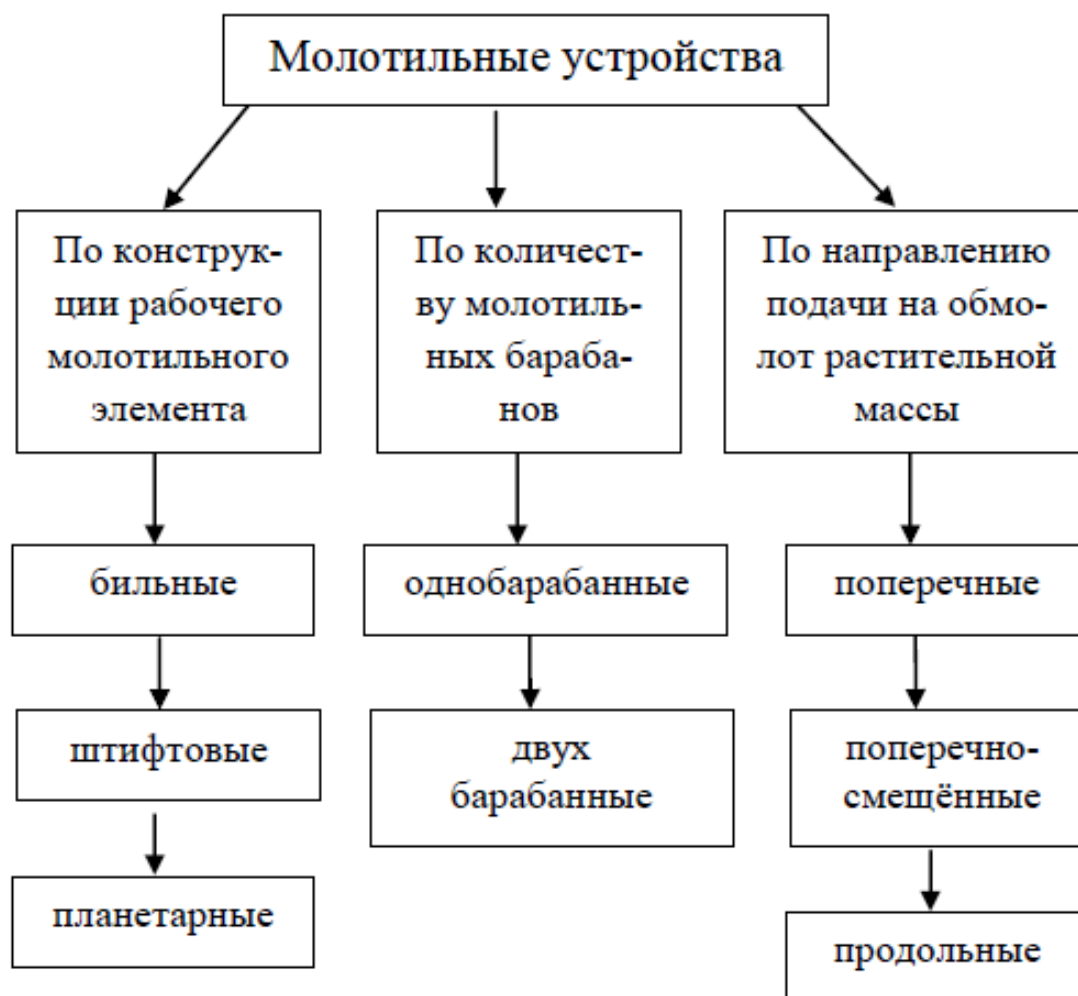 Молотильные устройства
По конструк-
ции рабочего
молотильного
элемента
По количест-
ву молотиль-
ных бараба-
нов
По направлению
подачи на обмо-
лот растительной
массы
бильные
однобарабанные
поперечные
штифтовые
двух
барабанные
поперечно-
смещённые
планетарные
продольные